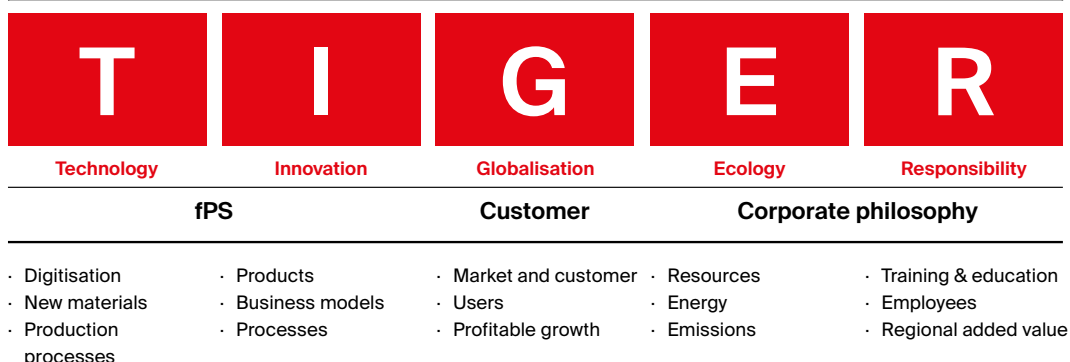 T I G E R
Technology Innovation Globalisation Ecology Responsibility
fPS Customer Corporate philosophy
· Digitisation
· New materials
· Production
processes
· Products
· Business models
· Processes
· Market and customer
· Users
· Profitable growth
· Resources
· Energy
· Emissions
· Training & education
· Employees
· Regional added value